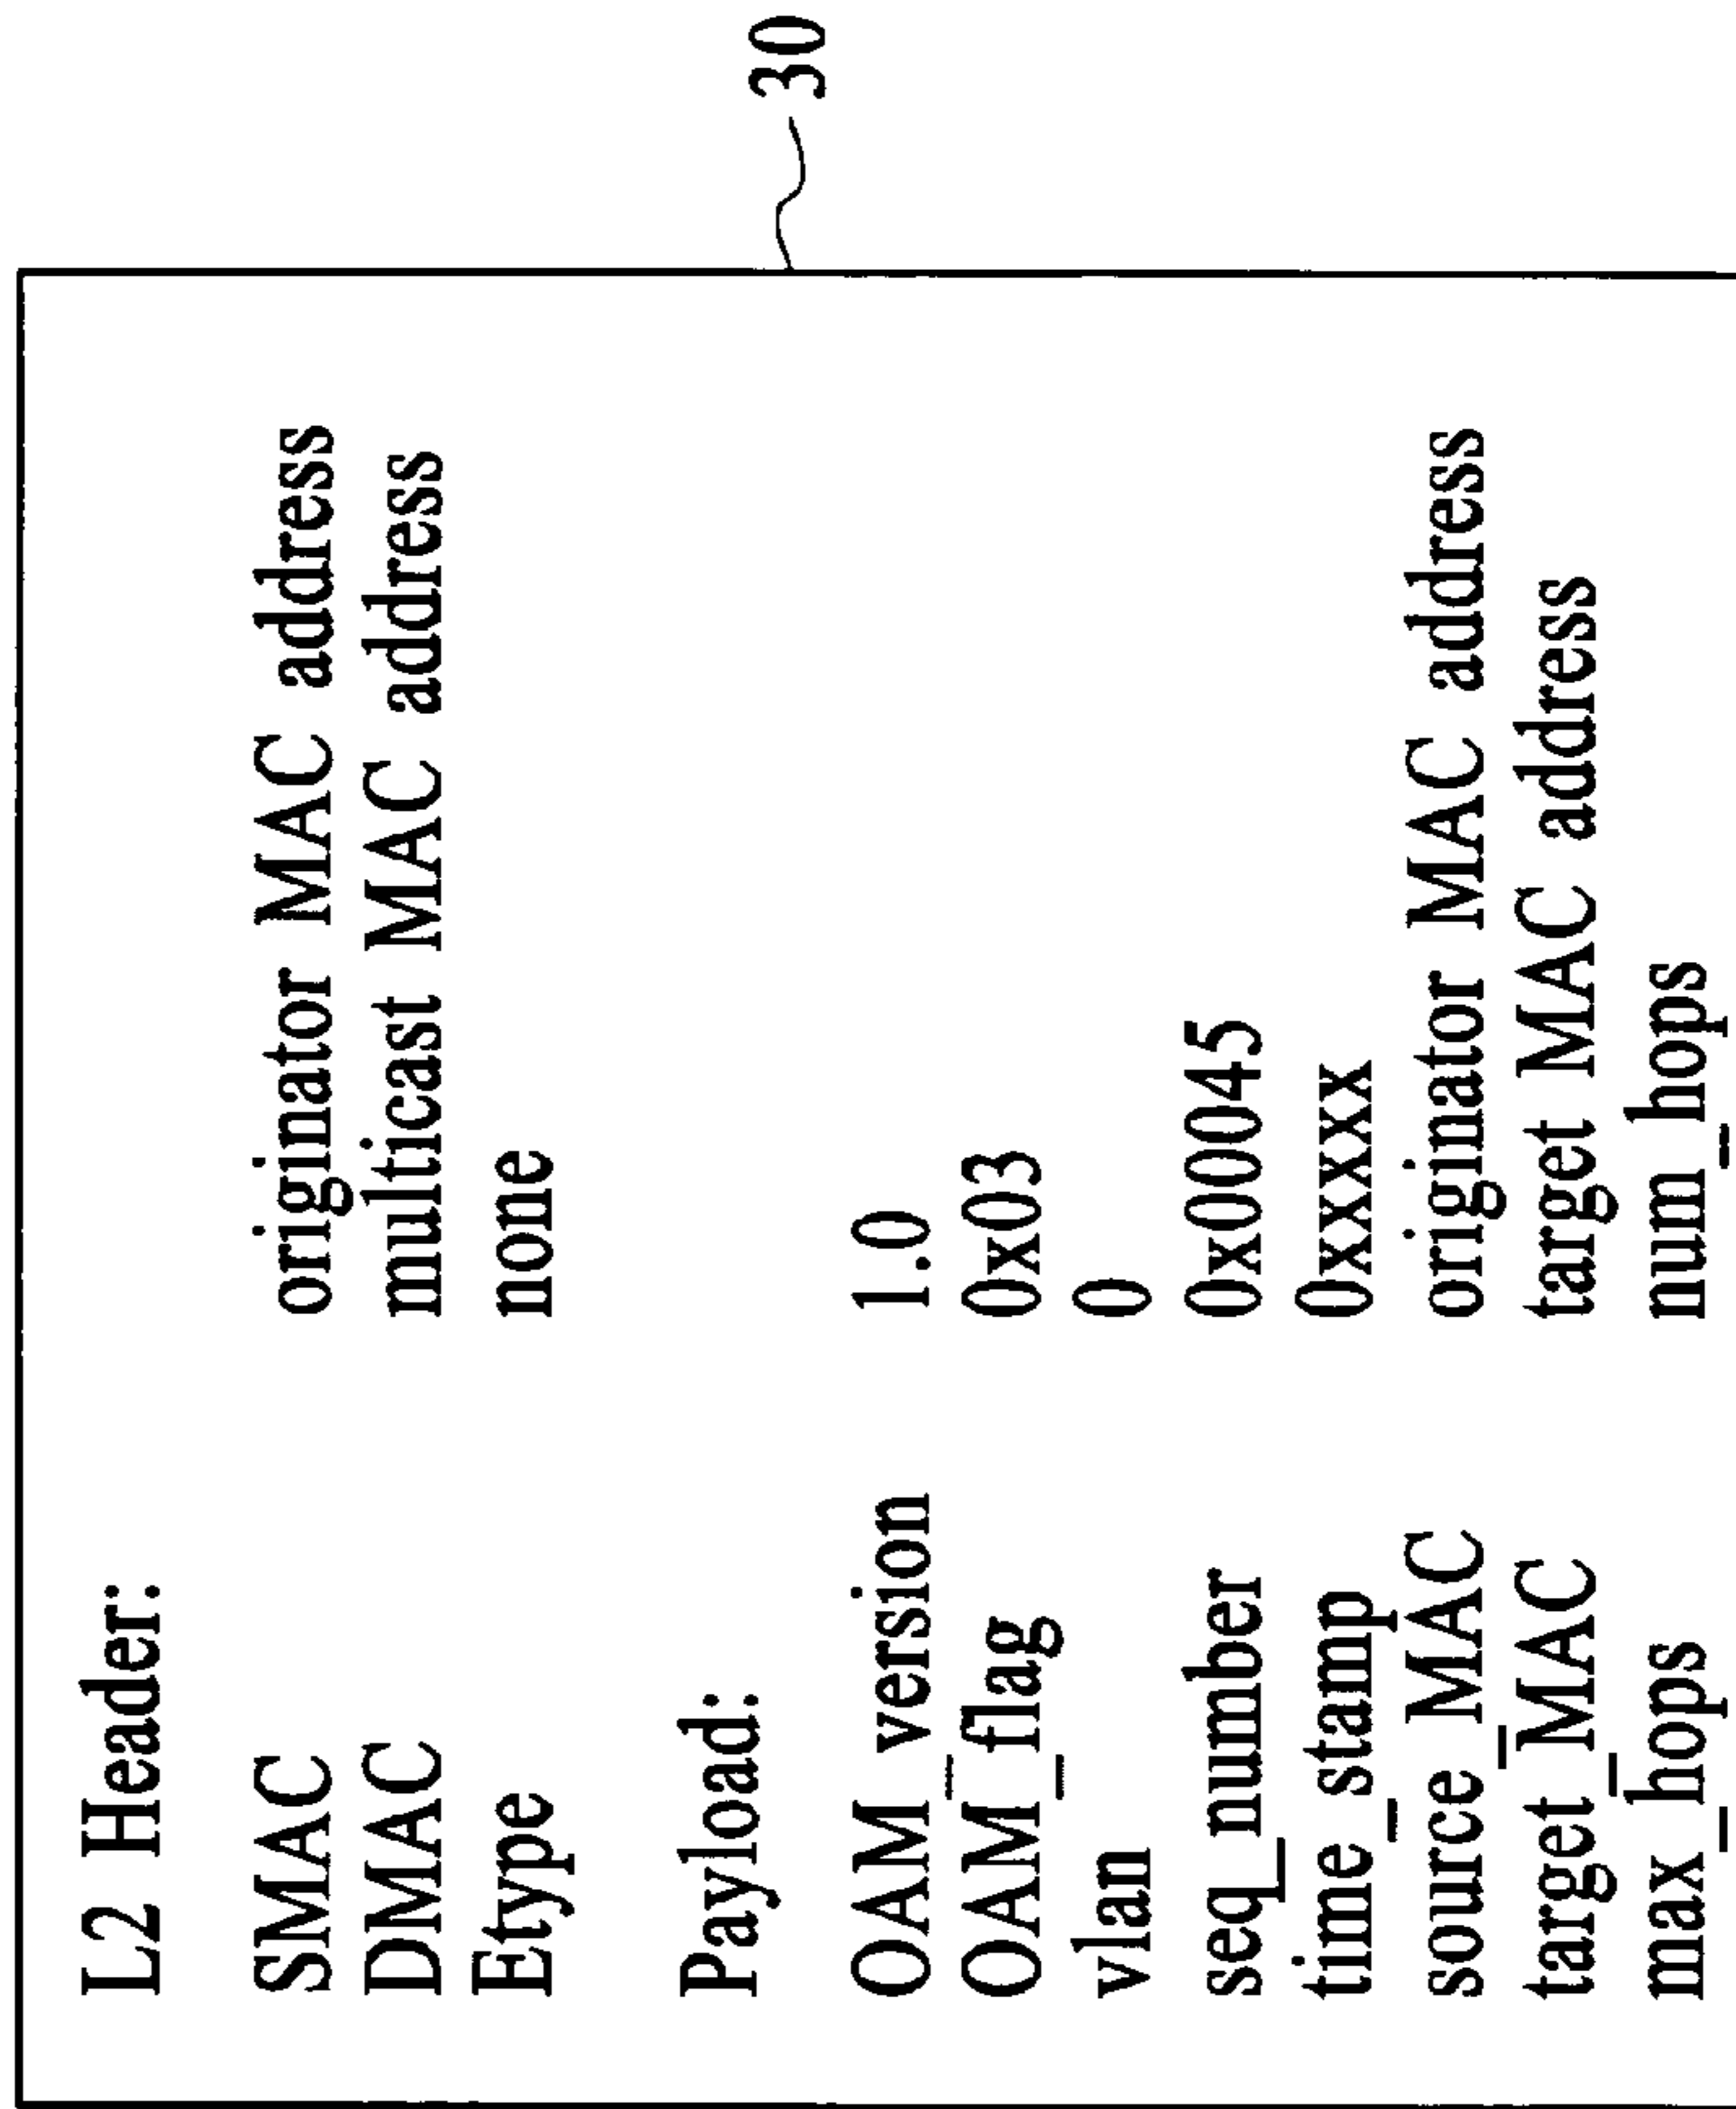 L2 Header:
SMAC originator MAC address
DMAC multicast MAC address
Etype none
Payload:
OAM_version 1.0
OAM_flag 0x03
vlan 0
seq_number 0x00045
time_stamp 0xxxxx
source_MAC originator MAC address
target_MAC target MAC address
max_hops num_hops
30